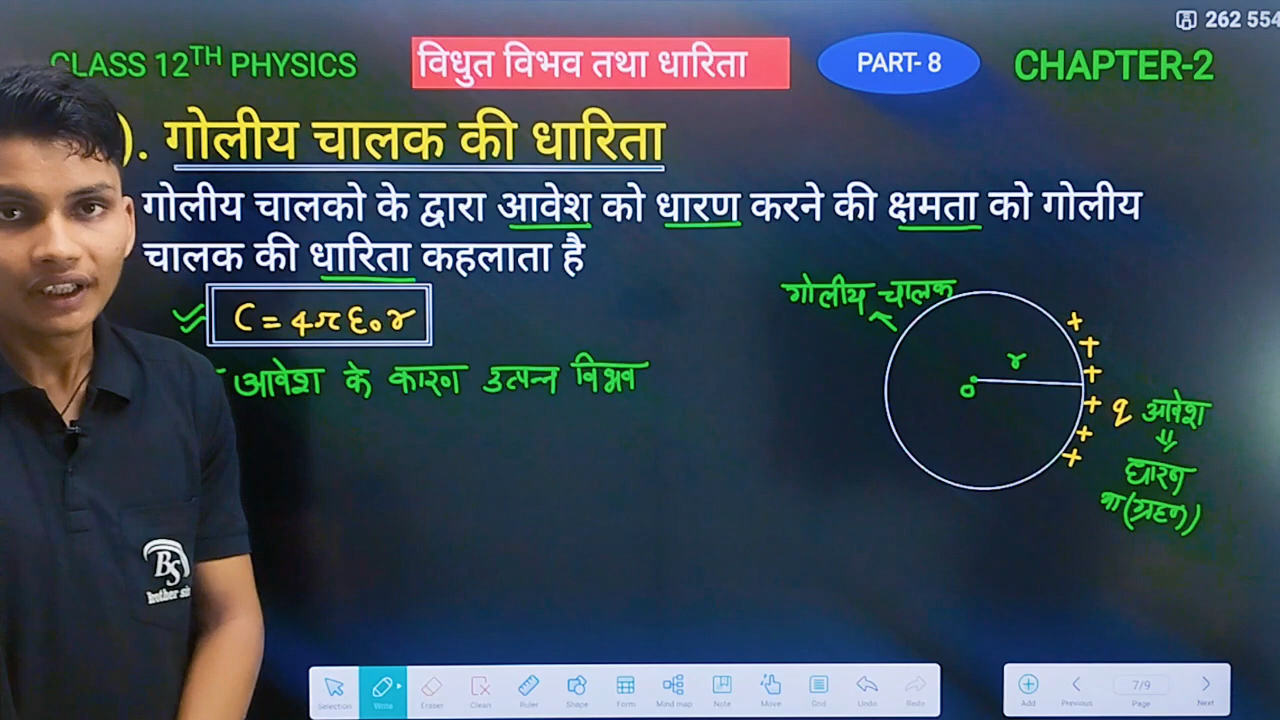 262 554
CLASS 12TH PHYSICS
विधुत विभव तथा धारिता
PART- 8
CHAPTER-2
). गोलीय चालक की धारिता
गोलीय चालको के द्वारा आवेश को धारण करने की क्षमता को गोलीय
चालक की धारिता कहलाता है
C = 4πε₀r
आवेश के कारण उत्पन्न विभव
गोलीय चालक
r
O
+ + + + + +
q आवेश
धारण
या (ग्रहण)
BS
Brother
Selection Write Eraser Clean Ruler Shape Form Mind map Note Move Grid Undo Redo
Add Previous 7/9 Page Next